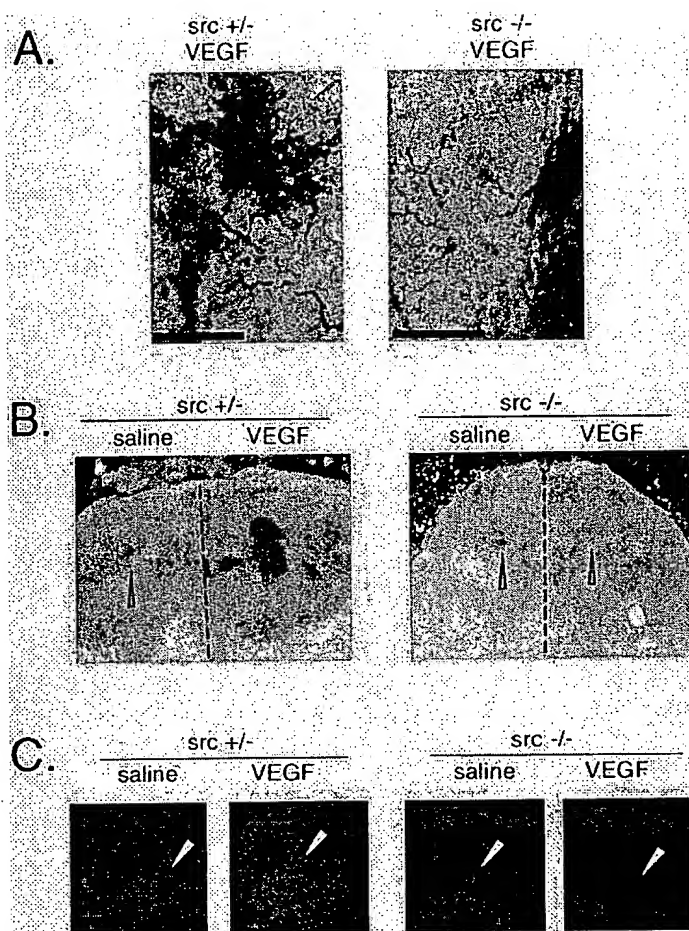 A.
src +/-
VEGF
src -/-
VEGF
B.
src +/-
src -/-
saline VEGF
saline VEGF
C.
src +/-
src -/-
saline VEGF
saline VEGF